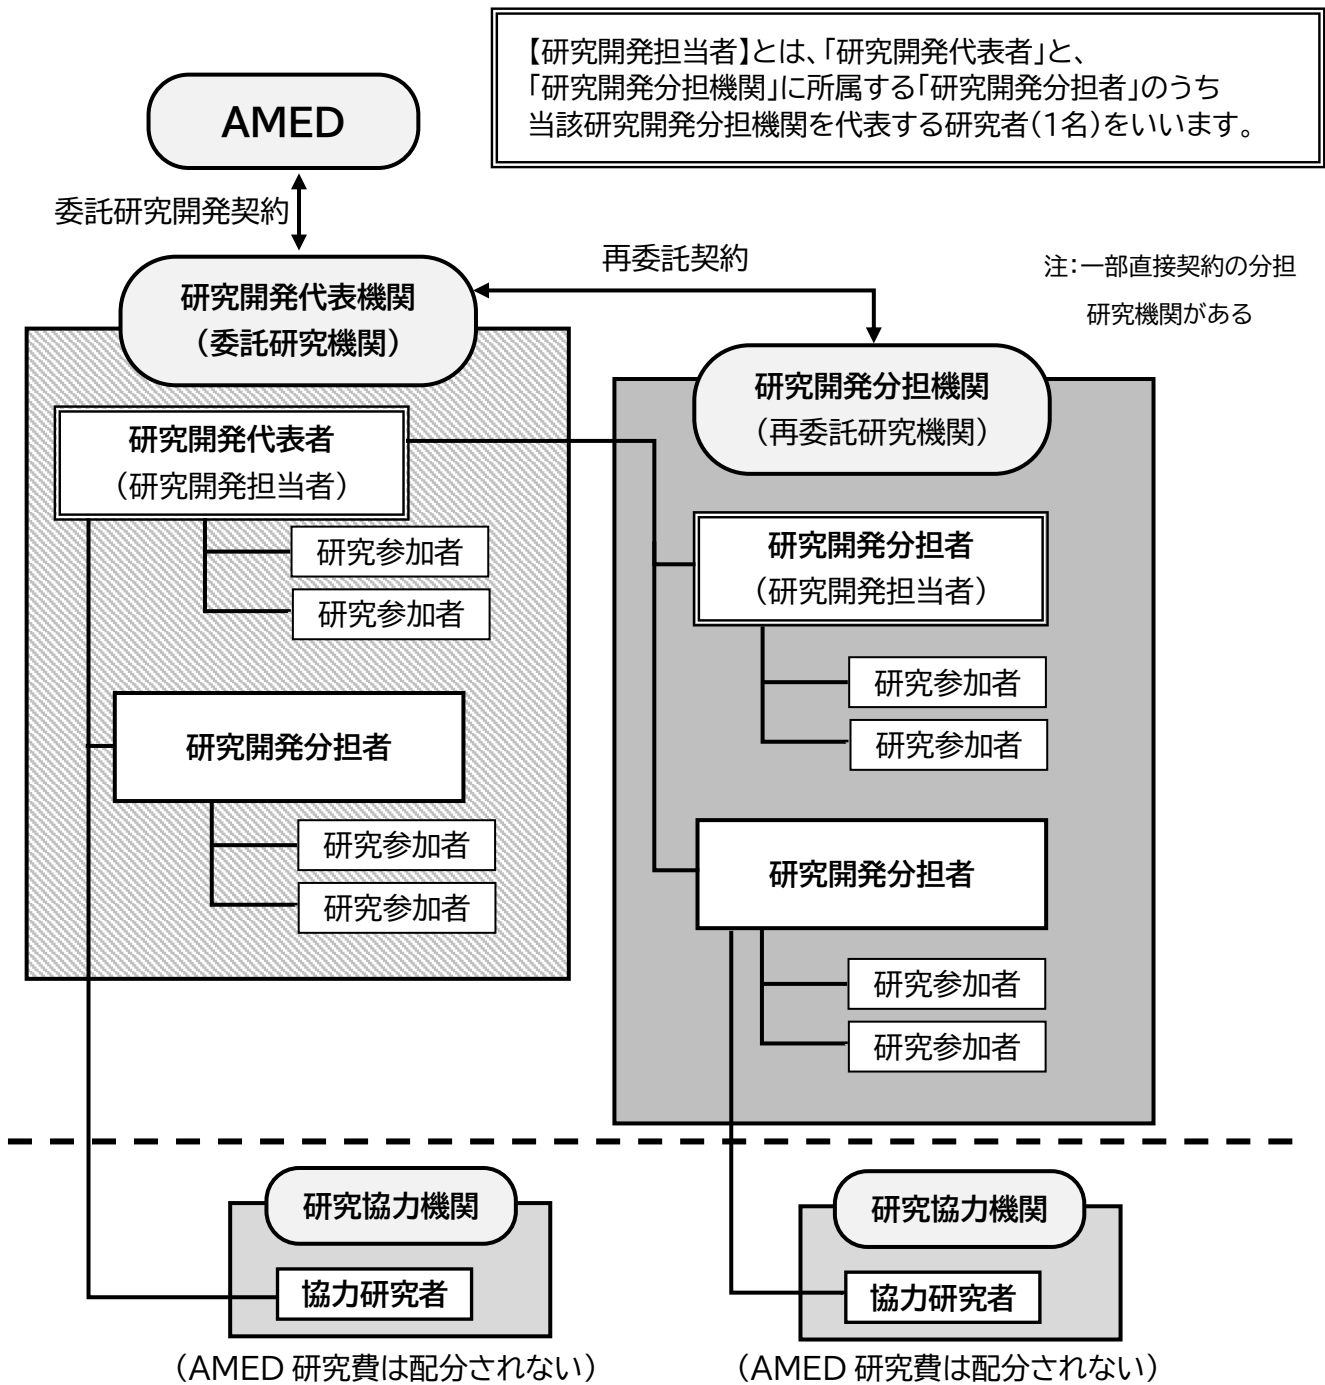 【研究開発担当者】とは、「研究開発代表者」と、
「研究開発分担機関」に所属する「研究開発分担者」のうち
当該研究開発分担機関を代表する研究者(1名)をいいます。
AMED
委託研究開発契約
再委託契約
注:一部直接契約の分担
研究機関がある
研究開発代表機関
(委託研究機関)
研究開発代表者
(研究開発担当者)
研究参加者
研究参加者
研究開発分担者
研究参加者
研究参加者
研究開発分担機関
(再委託研究機関)
研究開発分担者
(研究開発担当者)
研究参加者
研究参加者
研究開発分担者
研究参加者
研究参加者
研究協力機関
協力研究者
(AMED 研究費は配分されない)
研究協力機関
協力研究者
(AMED 研究費は配分されない)